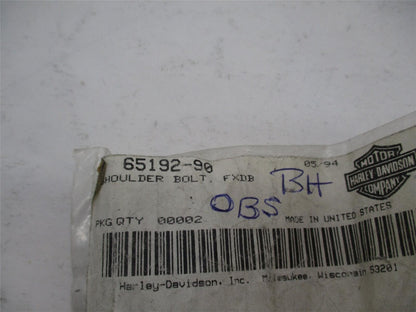 65192-90 05/94
HOULDER BOLT, FXDB
BH
OBS
PKG QTY 00002 MADE IN UNITED STATES
Harley-Davidson, Inc. Milwaukee, Wisconsin 53201
MOTOR
HARLEY-DAVIDSON
COMPANY